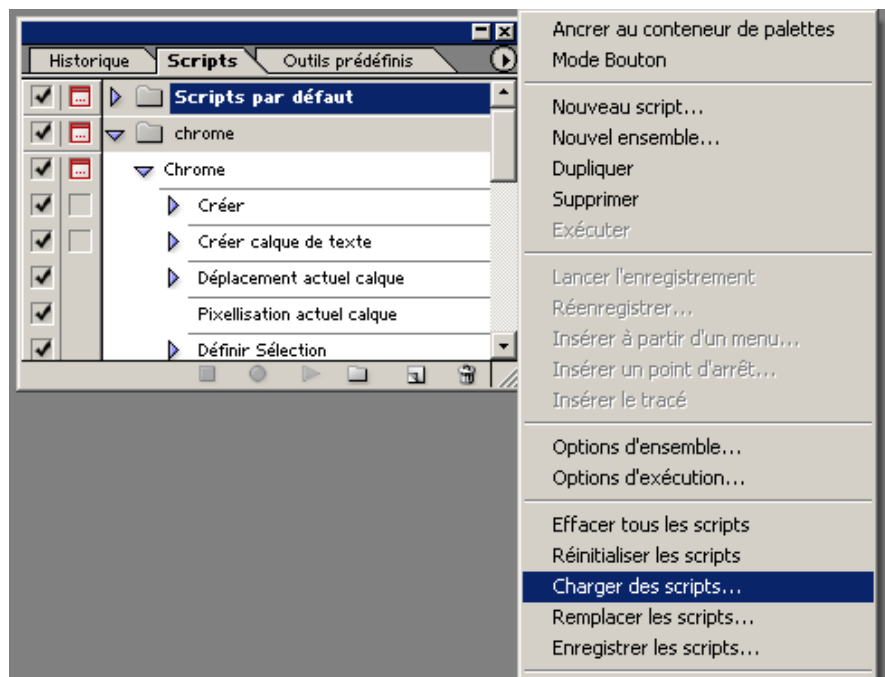 Historique Scripts Outils prédéfinis
Scripts par défaut
chrome
Chrome
Créer
Créer calque de texte
Déplacement actuel calque
Pixellisation actuel calque
Définir Sélection
Ancrer au conteneur de palettes
Mode Bouton
Nouveau script...
Nouvel ensemble...
Dupliquer
Supprimer
Exécuter
Lancer l'enregistrement
Réenregistrer...
Insérer à partir d'un menu...
Insérer un point d'arrêt...
Insérer le tracé
Options d'ensemble...
Options d'exécution...
Effacer tous les scripts
Réinitialiser les scripts
Charger des scripts...
Remplacer les scripts...
Enregistrer les scripts...